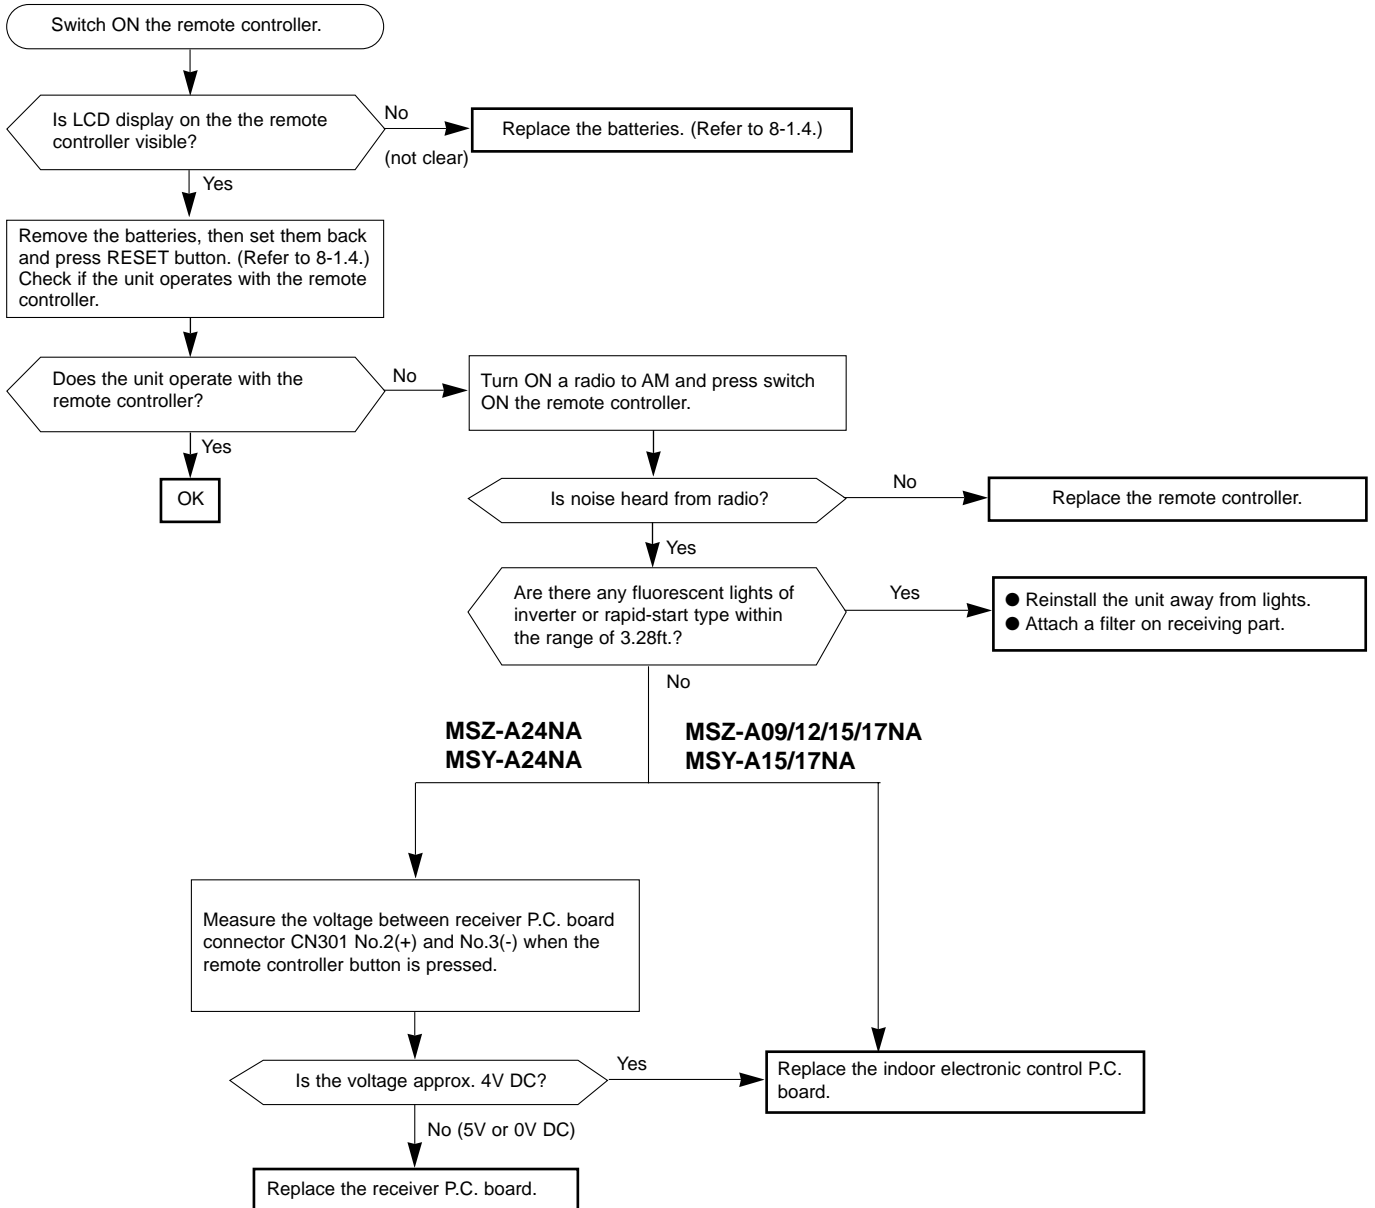 Switch ON the remote controller.
Is LCD display on the the remote
controller visible?
No
(not clear)
Replace the batteries. (Refer to 8-1.4.)
Yes
Remove the batteries, then set them back
and press RESET button. (Refer to 8-1.4.)
Check if the unit operates with the remote
controller.
Does the unit operate with the
remote controller?
No
Turn ON a radio to AM and press switch
ON the remote controller.
Yes
OK
Is noise heard from radio?
No
Replace the remote controller.
Yes
Are there any fluorescent lights of
inverter or rapid-start type within
the range of 3.28ft.?
Yes
● Reinstall the unit away from lights.
● Attach a filter on receiving part.
No
MSZ-A24NA
MSY-A24NA
MSZ-A09/12/15/17NA
MSY-A15/17NA
Measure the voltage between receiver P.C. board
connector CN301 No.2(+) and No.3(-) when the
remote controller button is pressed.
Is the voltage approx. 4V DC?
Yes
Replace the indoor electronic control P.C.
board.
No (5V or 0V DC)
Replace the receiver P.C. board.